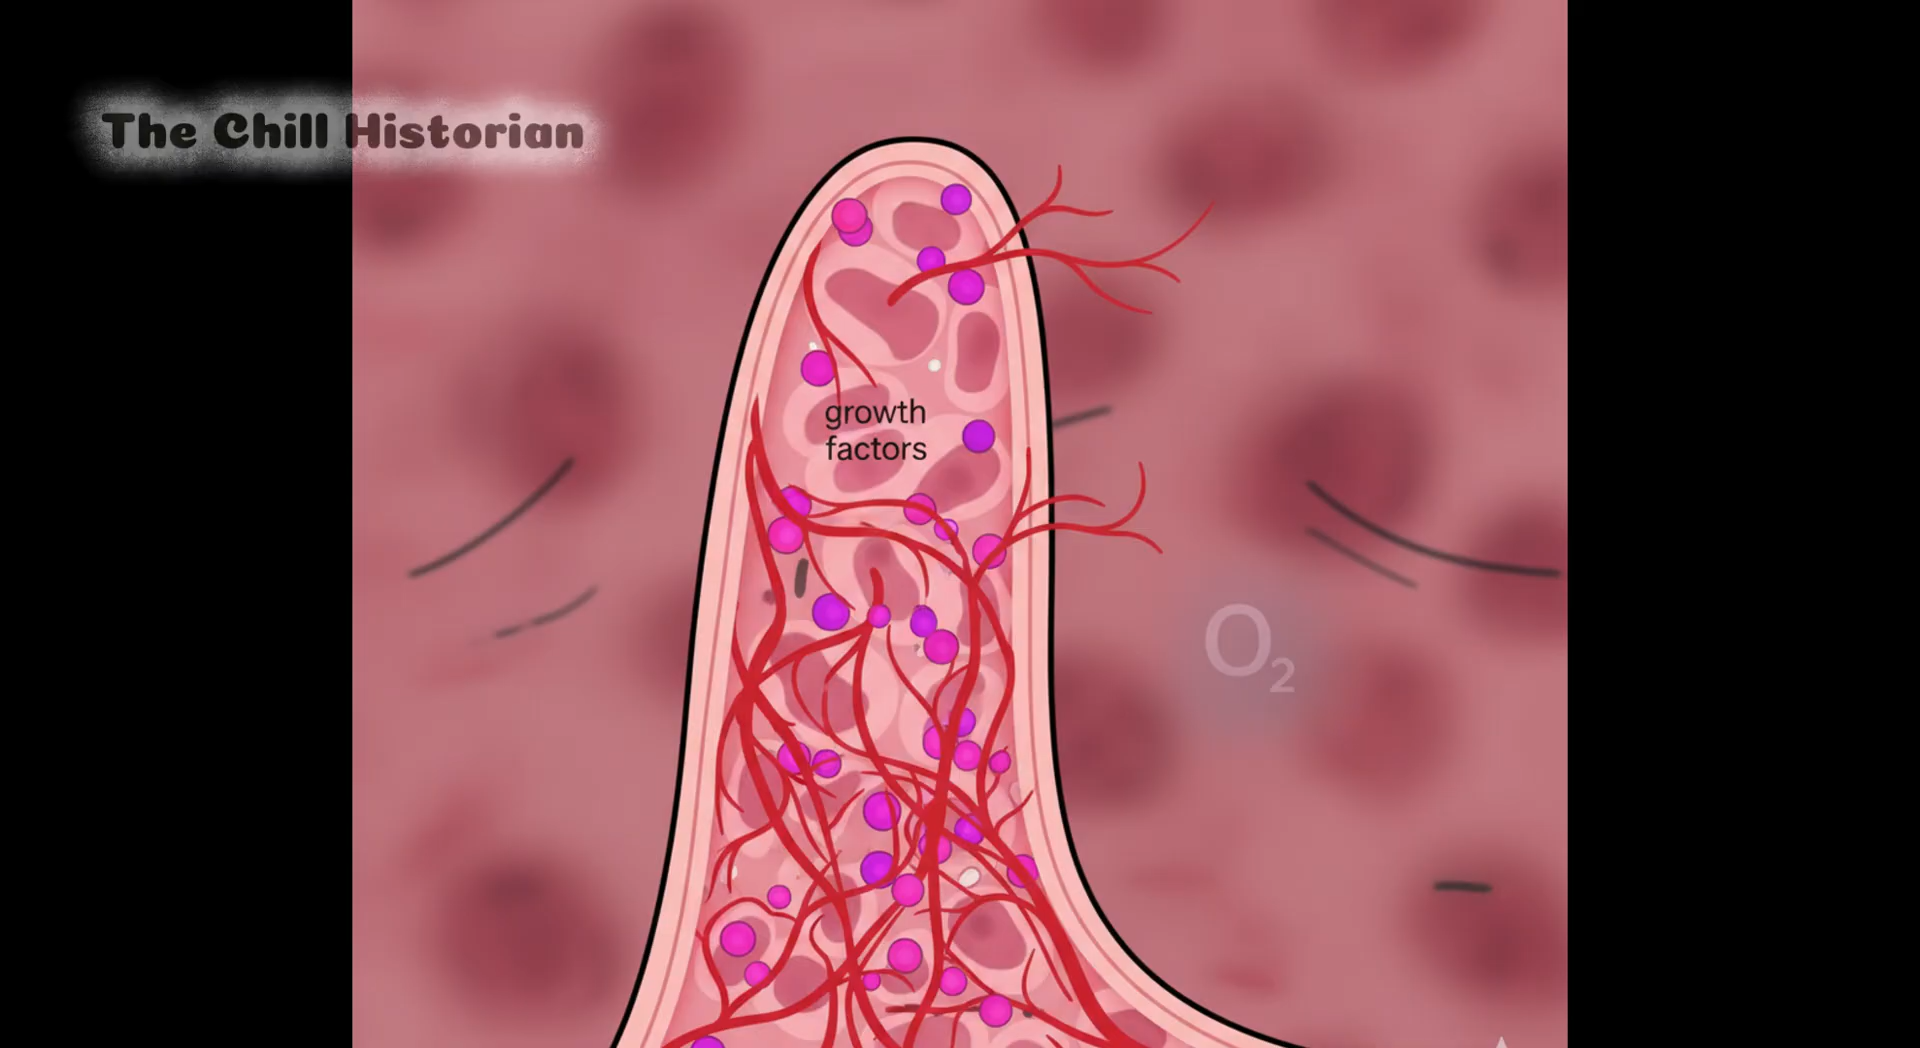 The Chill Historian
growth
factors
O₂